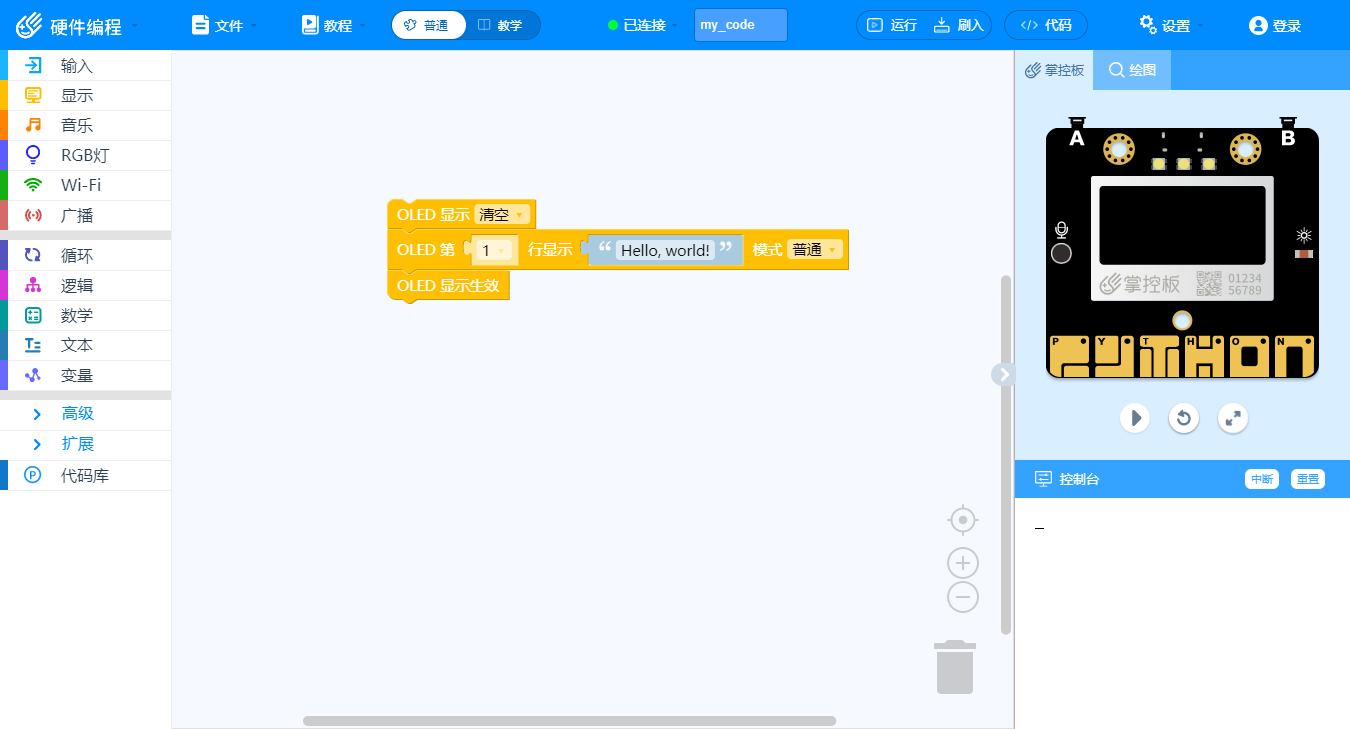 硬件编程 文件 教程 普通 教学 已连接 my_code 运行 刷入 </> 代码 设置 登录
输入
显示
音乐
RGB灯
Wi-Fi
广播
循环
逻辑
数学
文本
变量
高级
扩展
代码库
OLED 显示 清空
OLED 第 1 行显示 “ Hello, world! ” 模式 普通
OLED 显示生效
掌控板 绘图
A B
掌控板 01234
56789
P Y T H O N
PYTHON
控制台 中断 重置
_